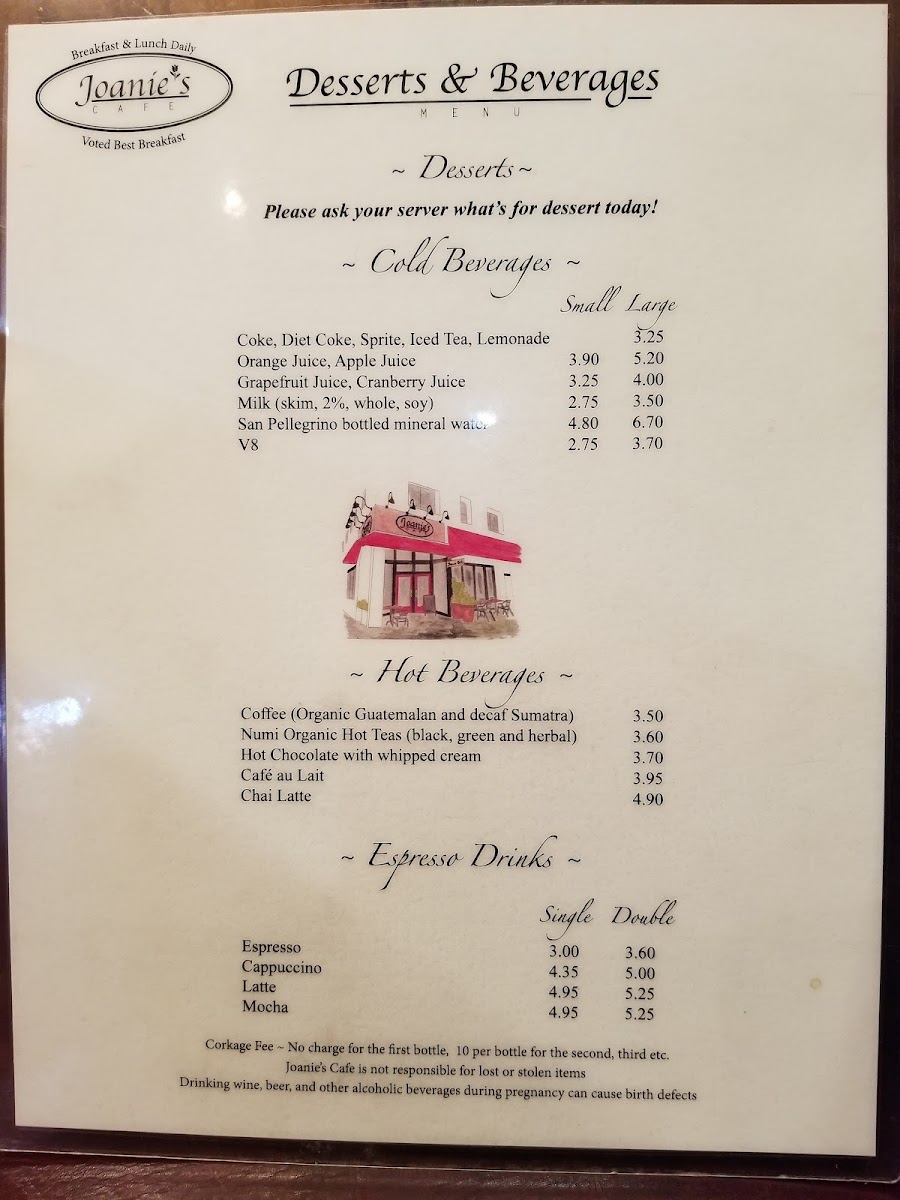 Breakfast & Lunch Daily
Joanie's
CAFE
Voted Best Breakfast
Desserts & Beverages
MENU
~ Desserts ~
Please ask your server what's for dessert today!
~ Cold Beverages ~
Small Large
Coke, Diet Coke, Sprite, Iced Tea, Lemonade 3.25
Orange Juice, Apple Juice 3.90 5.20
Grapefruit Juice, Cranberry Juice 3.25 4.00
Milk (skim, 2%, whole, soy) 2.75 3.50
San Pellegrino bottled mineral water 4.80 6.70
V8 2.75 3.70
Joanie's
~ Hot Beverages ~
Coffee (Organic Guatemalan and decaf Sumatra) 3.50
Numi Organic Hot Teas (black, green and herbal) 3.60
Hot Chocolate with whipped cream 3.70
Café au Lait 3.95
Chai Latte 4.90
~ Espresso Drinks ~
Single Double
Espresso 3.00 3.60
Cappuccino 4.35 5.00
Latte 4.95 5.25
Mocha 4.95 5.25
Corkage Fee ~ No charge for the first bottle, 10 per bottle for the second, third etc.
Joanie's Cafe is not responsible for lost or stolen items
Drinking wine, beer, and other alcoholic beverages during pregnancy can cause birth defects